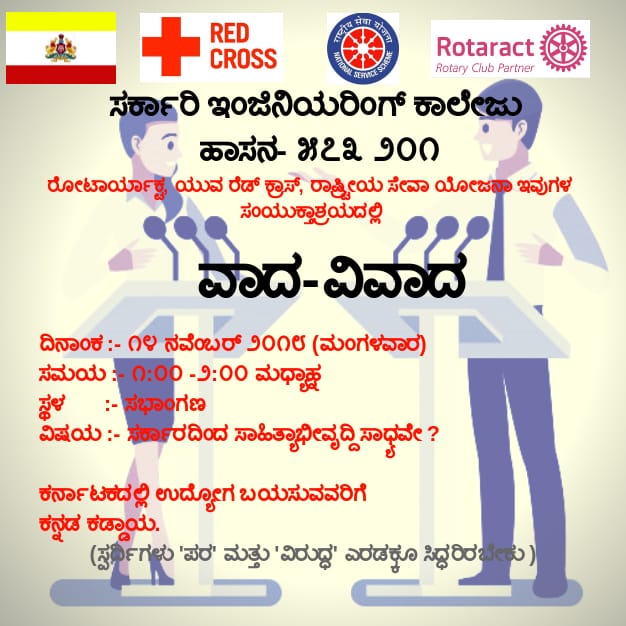 RED
CROSS
राष्ट्रीय सेवा योजना
NATIONAL SERVICE SCHEME
Rotaract
Rotary Club Partner
ಸರ್ಕಾರಿ ಇಂಜಿನಿಯರಿಂಗ್ ಕಾಲೇಜು
ಹಾಸನ- ೫೭೩ ೨೦೧
ರೋಟಾರ್ಯಾಕ್ಟ, ಯುವ ರೆಡ್ ಕ್ರಾಸ್, ರಾಷ್ಟ್ರೀಯ ಸೇವಾ ಯೋಜನಾ ಇವುಗಳ
ಸಂಯುಕ್ತಾಶ್ರಯದಲ್ಲಿ
ವಾದ-ವಿವಾದ
ದಿನಾಂಕ :- ೧೪ ನವೆಂಬರ್ ೨೦೧೮ (ಮಂಗಳವಾರ)
ಸಮಯ :- ೧:೦೦ -೨:೦೦ ಮಧ್ಯಾಹ್ನ
ಸ್ಥಳ :- ಸಭಾಂಗಣ
ವಿಷಯ :- ಸರ್ಕಾರದಿಂದ ಸಾಹಿತ್ಯಾಭೀವೃದ್ದಿ ಸಾಧ್ಯವೇ ?
ಕರ್ನಾಟಕದಲ್ಲಿ ಉದ್ಯೋಗ ಬಯಸುವವರಿಗೆ
ಕನ್ನಡ ಕಡ್ಡಾಯ.
(ಸ್ಪರ್ಧಿಗಳು 'ಪರ' ಮತ್ತು 'ವಿರುಧ್ಧ' ಎರಡಕ್ಕೂ ಸಿಧ್ಧರಿರಬೇಕು )